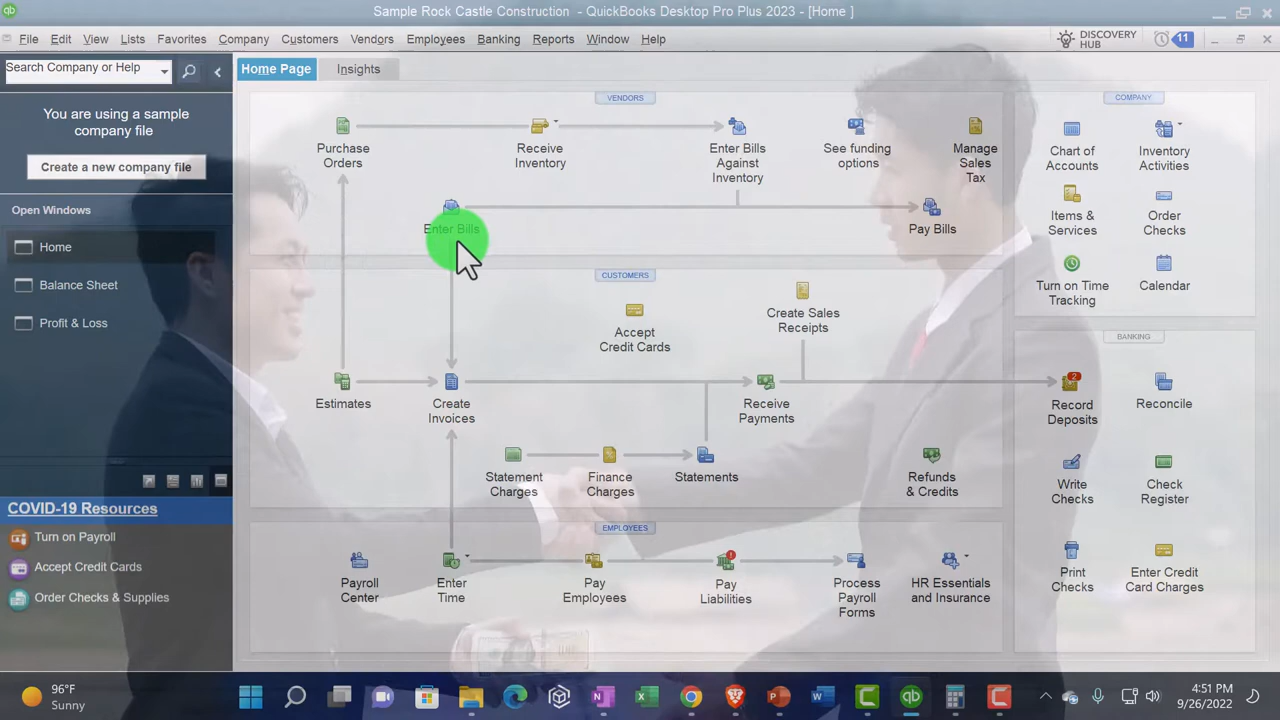 Sample Rock Castle Construction - QuickBooks Desktop Pro Plus 2023 - [Home ]
File Edit View Lists Favorites Company Customers Vendors Employees Banking Reports Window Help
DISCOVERY
HUB
11
Search Company or Help
Home Page
Insights
You are using a sample
company file
Create a new company file
Open Windows
Home
Balance Sheet
Profit & Loss
COVID-19 Resources
Turn on Payroll
Accept Credit Cards
Order Checks & Supplies
VENDORS
Purchase
Orders
Receive
Inventory
Enter Bills
Against
Inventory
See funding
options
Manage
Sales
Tax
Enter Bills
Pay Bills
CUSTOMERS
Accept
Credit Cards
Create Sales
Receipts
Estimates
Create
Invoices
Receive
Payments
Statement
Charges
Finance
Charges
Statements
Refunds
& Credits
EMPLOYEES
Payroll
Center
Enter
Time
Pay
Employees
Pay
Liabilities
Process
Payroll
Forms
HR Essentials
and Insurance
COMPANY
Chart of
Accounts
Inventory
Activities
Items &
Services
Order
Checks
Turn on Time
Tracking
Calendar
BANKING
2
Record
Deposits
Reconcile
Write
Checks
Check
Register
Print
Checks
Enter Credit
Card Charges
96°F
Sunny
4:51 PM
9/26/2022